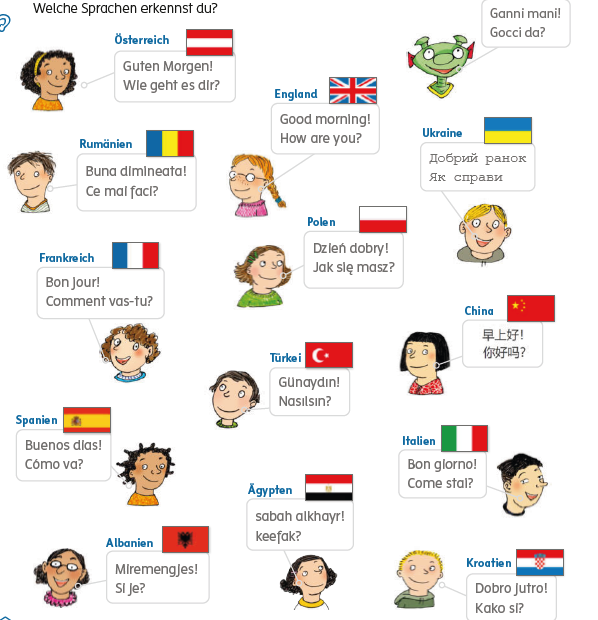 Welche Sprachen erkennst du?
Ganni mani!
Gocci da?
Österreich
Guten Morgen!
Wie geht es dir?
England
Good morning!
How are you?
Ukraine
Добрий ранок
Як справи
Rumänien
Buna dimineata!
Ce mai faci?
Polen
Dzień dobry!
Jak się masz?
Frankreich
Bon jour!
Comment vas-tu?
China
早上好!
你好吗?
Türkei
Günaydın!
Nasılsın?
Spanien
Buenos dias!
Cómo va?
Italien
Bon giorno!
Come stai?
Ägypten
sabah alkhayr!
keefak?
Albanien
Miremengjes!
Si je?
Kroatien
Dobro jutro!
Kako si?